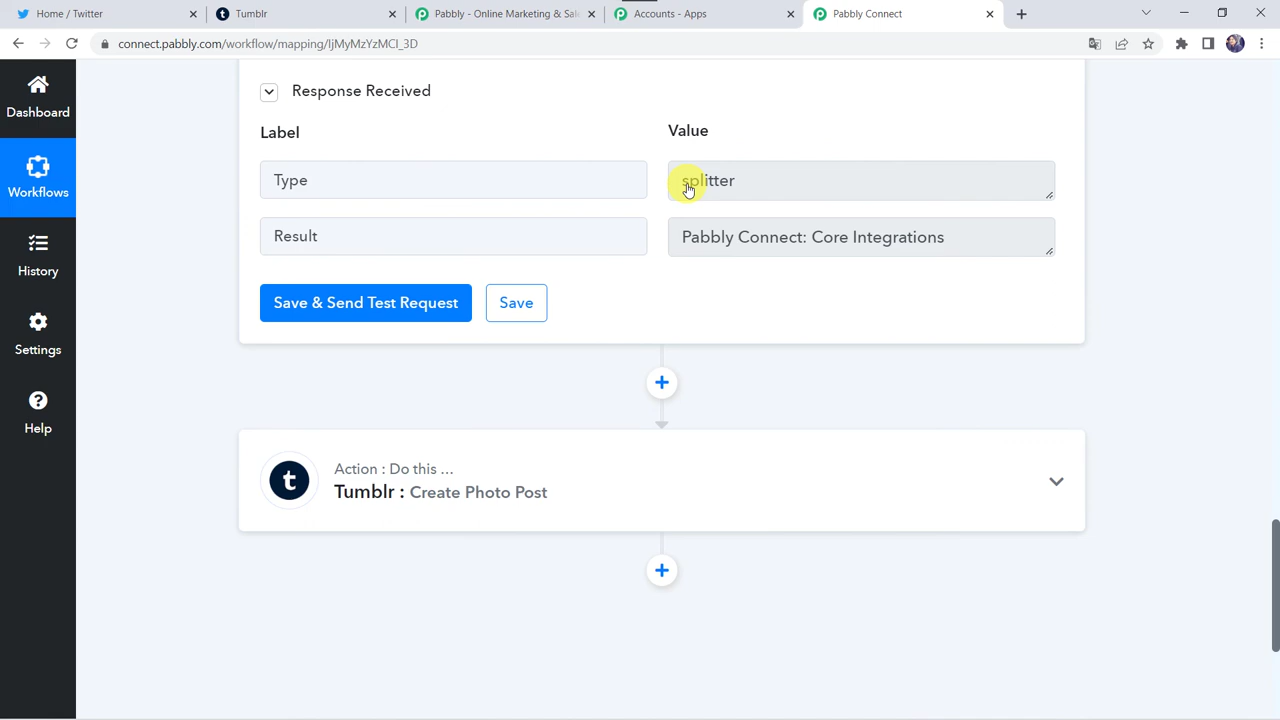 Home / Twitter
Tumblr
Pabbly - Online Marketing & Sal
Accounts - Apps
Pabbly Connect
connect.pabbly.com/workflow/mapping/IjMyMzYzMCI_3D
Dashboard
Workflows
History
Settings
Help
Response Received
Label
Value
Type
splitter
Result
Pabbly Connect: Core Integrations
Save & Send Test Request
Save
t
Action : Do this ...
Tumblr : Create Photo Post